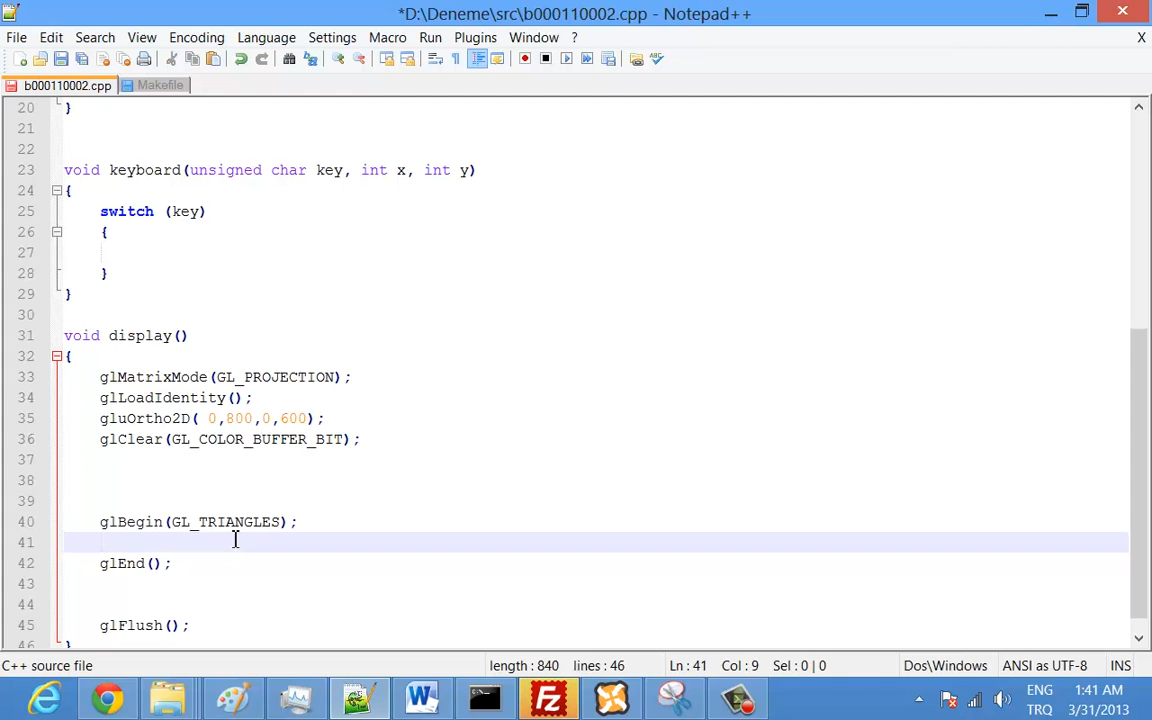 *D:\Deneme\src\b000110002.cpp - Notepad++
File Edit Search View Encoding Language Settings Macro Run Plugins Window ? X
b000110002.cpp Makefile
20 }
21
22
23 void keyboard(unsigned char key, int x, int y)
24 {
25 switch (key)
26 {
27
28 }
29 }
30
31 void display()
32 {
33 glMatrixMode(GL_PROJECTION);
34 glLoadIdentity();
35 gluOrtho2D( 0,800,0,600);
36 glClear(GL_COLOR_BUFFER_BIT);
37
38
39
40 glBegin(GL_TRIANGLES);
41
42 glEnd();
43
44
45 glFlush();
46 }
C++ source file length : 840 lines : 46 Ln : 41 Col : 9 Sel : 0 | 0 Dos\Windows ANSI as UTF-8 INS
ENG 1:41 AM
TRQ 3/31/2013